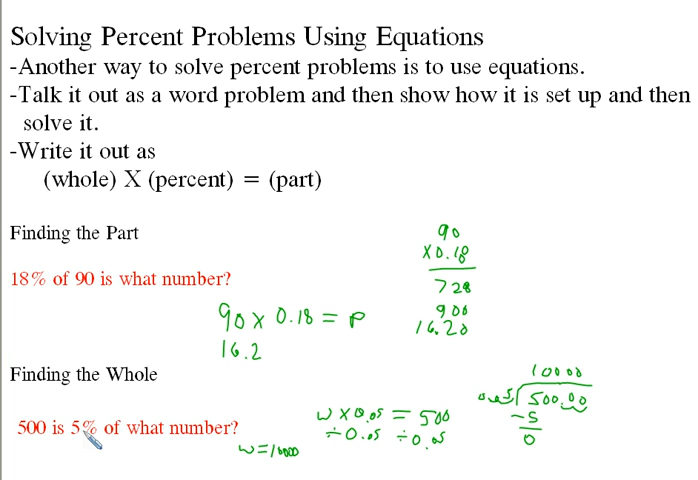 Solving Percent Problems Using Equations
-Another way to solve percent problems is to use equations.
-Talk it out as a word problem and then show how it is set up and then
solve it.
-Write it out as
(whole) X (percent) = (part)
Finding the Part
18% of 90 is what number?
90 x 0.18 = P
16.2
90
x 0.18
728
900
16.20
Finding the Whole
500 is 5% of what number?
w x 0.05 = 500
÷0.05 ÷0.05
w=10000
10000
0.05 500.00
-5
0